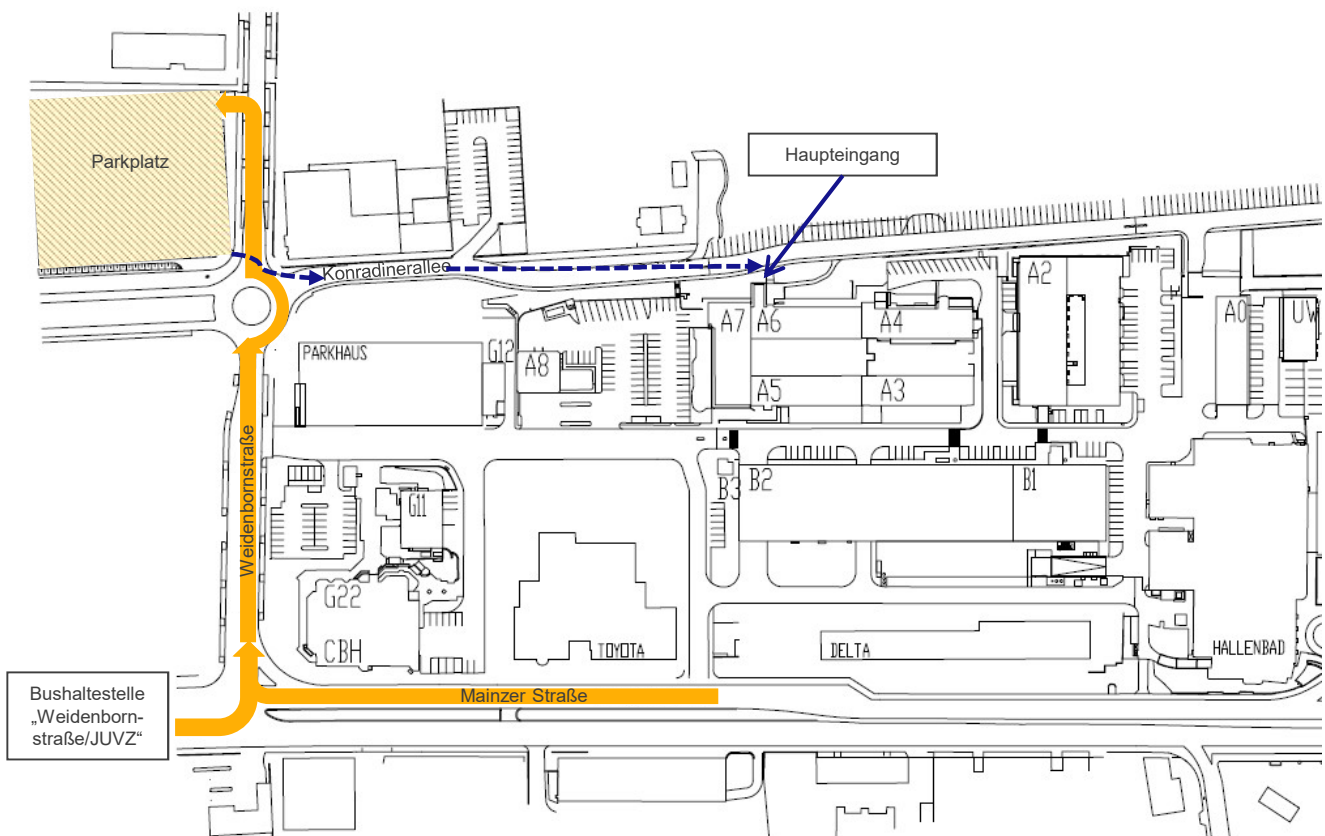 Parkplatz
Haupteingang
Konradinerallee
A2
A7
A6
A4
A0
UW
PARKHAUS
G12
A8
A5
A3
B3
B2
B1
G11
Weidenbornstraße
G22
CBH
TOYOTA
DELTA
HALLENBAD
Mainzer Straße
Bushaltestelle
„Weidenborn-
straße/JUVZ“